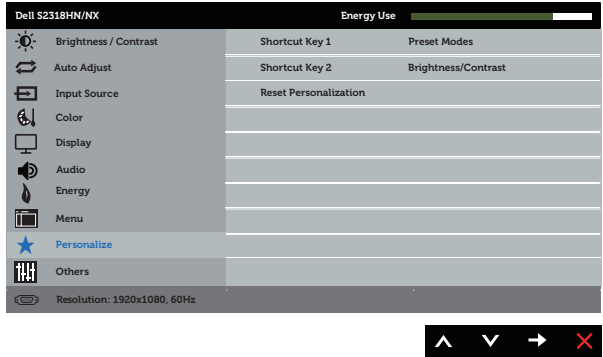 Dell S2318HN/NX Energy Use
Brightness / Contrast Shortcut Key 1 Preset Modes
Auto Adjust Shortcut Key 2 Brightness/Contrast
Input Source Reset Personalization
Color
Display
Audio
Energy
Menu
Personalize
Others
Resolution: 1920x1080, 60Hz